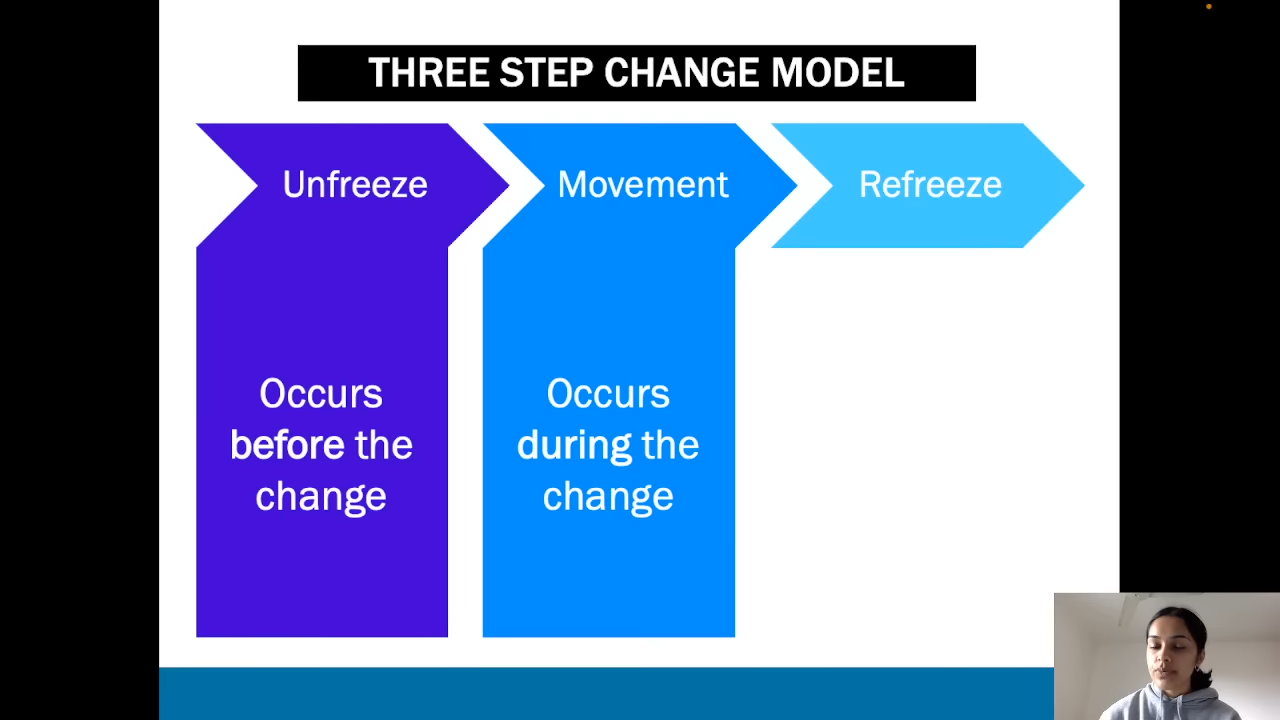 THREE STEP CHANGE MODEL
Unfreeze
Movement
Refreeze
Occurs
before the
change
Occurs
during the
change